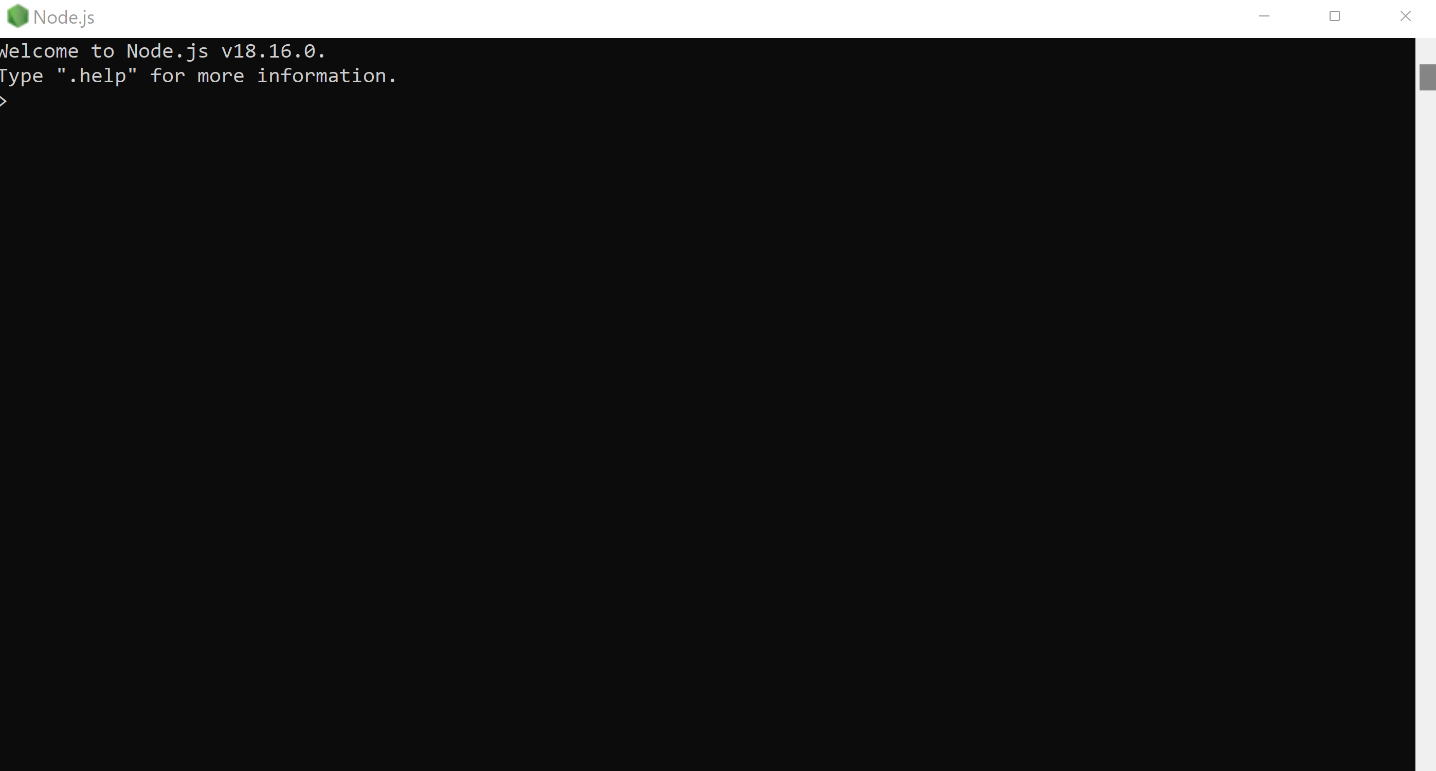 Node.js
Welcome to Node.js v18.16.0.
Type ".help" for more information.
>